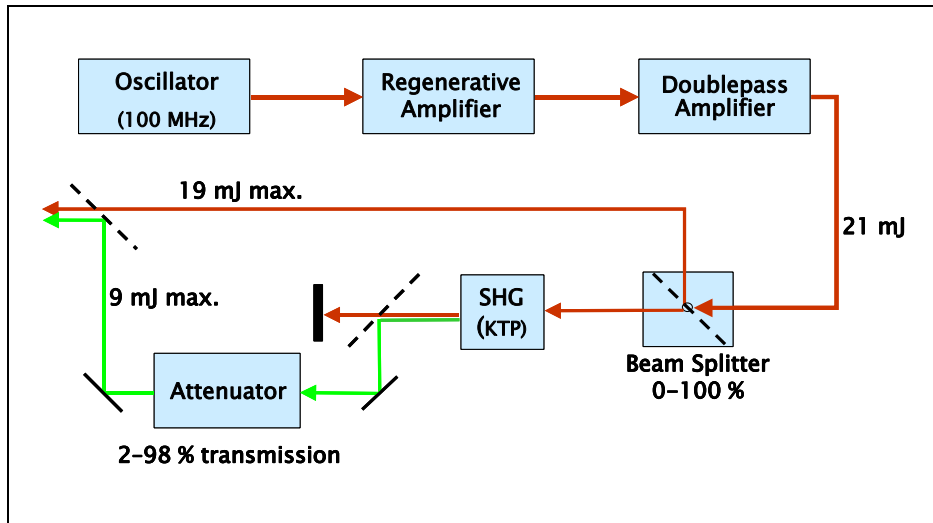 Oscillator
(100 MHz)
Regenerative
Amplifier
Doublepass
Amplifier
19 mJ max.
21 mJ
9 mJ max.
SHG
(KTP)
Beam Splitter
0-100 %
Attenuator
2-98 % transmission